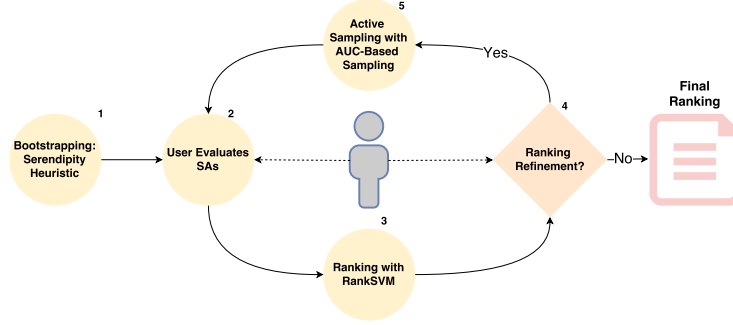 1
Bootstrapping:
Serendipity
Heuristic
2
User Evaluates
SAs
3
Ranking with
RankSVM
4
Ranking
Refinement?
Yes
5
Active
Sampling with
AUC-Based
Sampling
No
Final
Ranking